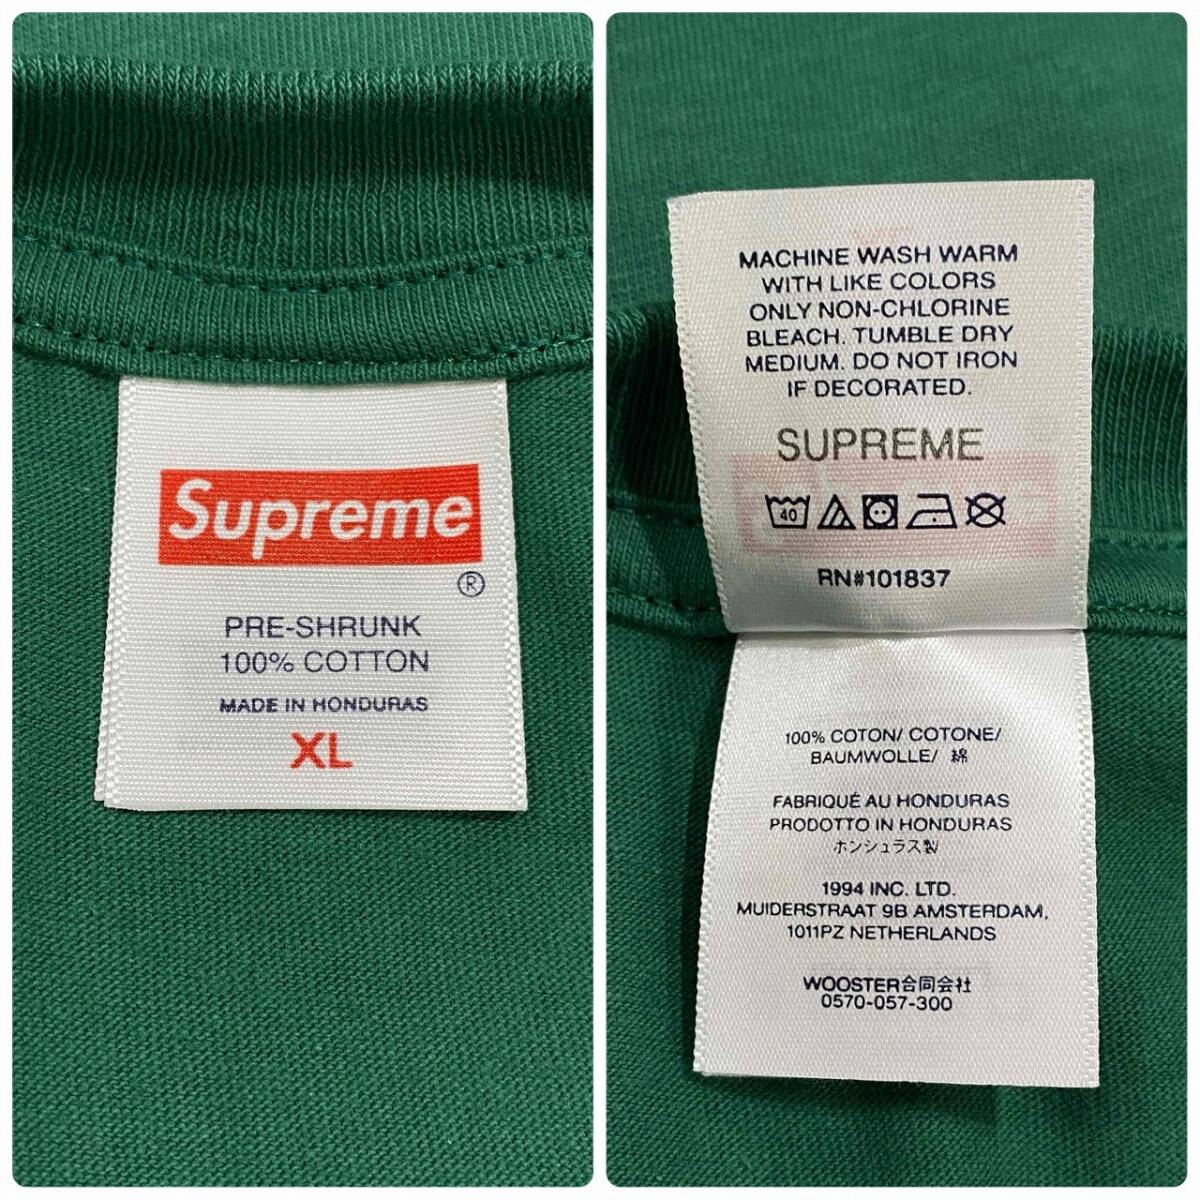 Supreme
®
PRE-SHRUNK
100% COTTON
MADE IN HONDURAS
XL
MACHINE WASH WARM
WITH LIKE COLORS
ONLY NON-CHLORINE
BLEACH. TUMBLE DRY
MEDIUM. DO NOT IRON
IF DECORATED.
SUPREME
40
RN#101837
100% COTON/ COTONE/
BAUMWOLLE/ 綿
FABRIQUÉ AU HONDURAS
PRODOTTO IN HONDURAS
ホンジュラス製
1994 INC. LTD.
MUIDERSTRAAT 9B AMSTERDAM,
1011PZ NETHERLANDS
WOOSTER合同会社
0570-057-300